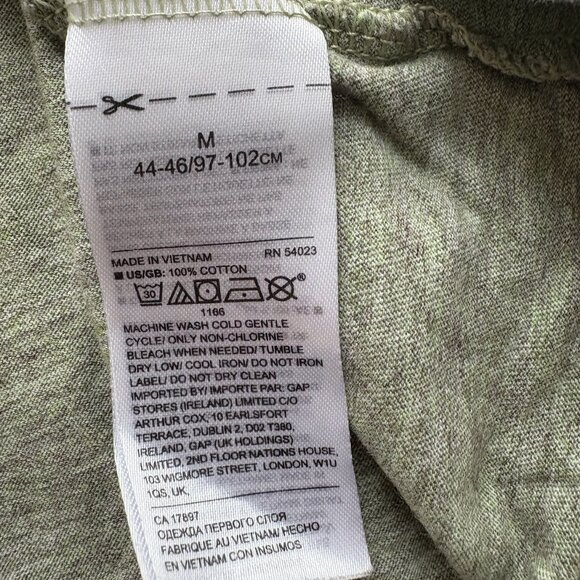 M
44-46/97-102CM
MADE IN VIETNAM RN 54023
■ US/GB: 100% COTTON
30
1166
MACHINE WASH COLD GENTLE
CYCLE/ ONLY NON-CHLORINE
BLEACH WHEN NEEDED/ TUMBLE
DRY LOW/ COOL IRON/ DO NOT IRON
LABEL/ DO NOT DRY CLEAN
IMPORTED BY/ IMPORTE PAR: GAP
STORES (IRELAND) LIMITED C/O
ARTHUR COX, 10 EARLSFORT
TERRACE, DUBLIN 2, D02 T380,
IRELAND, GAP (UK HOLDINGS)
LIMITED, 2ND FLOOR NATIONS HOUSE,
103 WIGMORE STREET, LONDON, W1U
1QS, UK,
CA 17897
ОДЕЖДА ПЕРВОГО СЛОЯ
FABRIQUE AU VIETNAM/ HECHO
EN VIETNAM CON INSUMOS